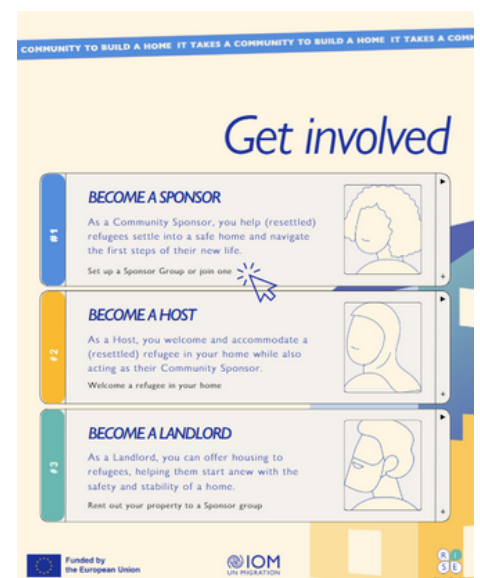 COMMUNITY TO BUILD A HOME IT TAKES A COMMUNITY TO BUILD A HOME IT TAKES A COMM
Get involved
#1
BECOME A SPONSOR
As a Community Sponsor, you help (resettled)
refugees settle into a safe home and navigate
the first steps of their new life.
Set up a Sponsor Group or join one
#2
BECOME A HOST
As a Host, you welcome and accommodate a
(resettled) refugee in your home while also
acting as their Community Sponsor.
Welcome a refugee in your home
#3
BECOME A LANDLORD
As a Landlord, you can offer housing to
refugees, helping them start anew with the
safety and stability of a home.
Rent out your property to a Sponsor group
Funded by
the European Union
IOM
UN MIGRATION
R I
S E